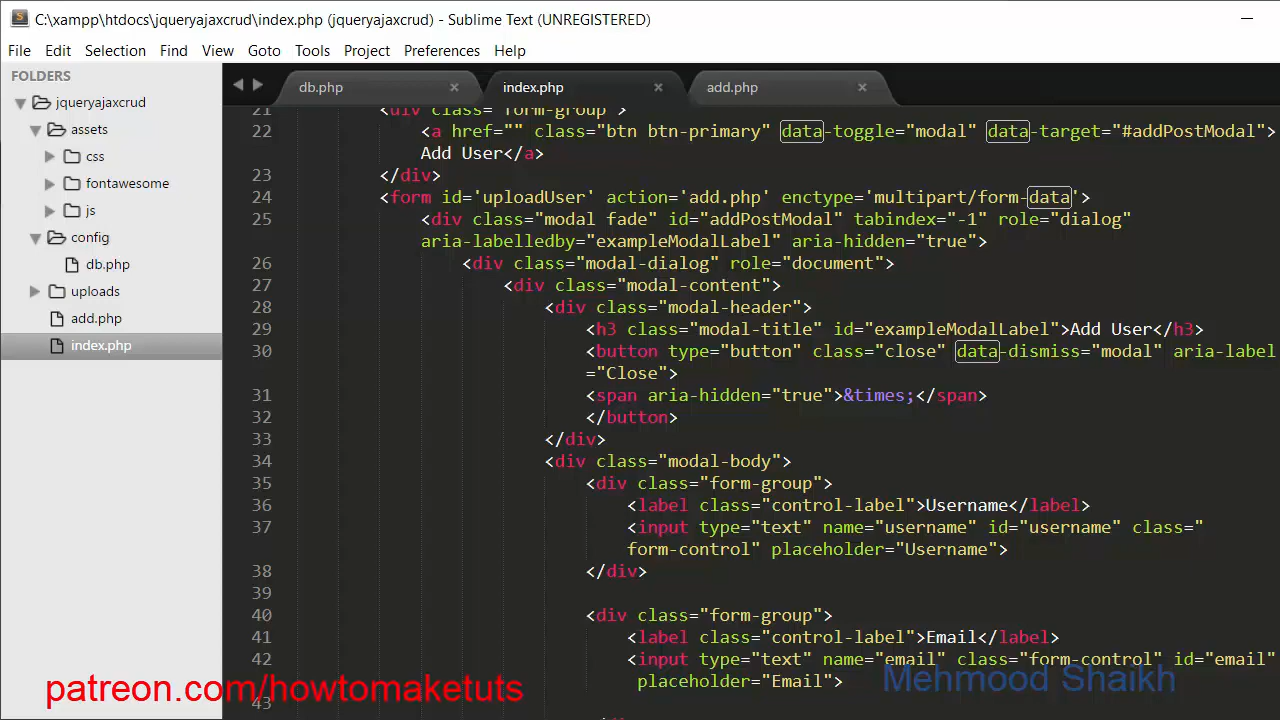 C:\xampp\htdocs\jqueryajaxcrud\index.php (jqueryajaxcrud) - Sublime Text (UNREGISTERED)
File Edit Selection Find View Goto Tools Project Preferences Help
FOLDERS
jqueryajaxcrud
assets
css
fontawesome
js
config
db.php
uploads
add.php
index.php
db.php × index.php × add.php ×
21 <div class="form-group">
22 <a href="" class="btn btn-primary" data-toggle="modal" data-target="#addPostModal">
Add User</a>
23 </div>
24 <form id='uploadUser' action='add.php' enctype='multipart/form-data'>
25 <div class="modal fade" id="addPostModal" tabindex="-1" role="dialog"
aria-labelledby="exampleModalLabel" aria-hidden="true">
26 <div class="modal-dialog" role="document">
27 <div class="modal-content">
28 <div class="modal-header">
29 <h3 class="modal-title" id="exampleModalLabel">Add User</h3>
30 <button type="button" class="close" data-dismiss="modal" aria-label
="Close">
31 <span aria-hidden="true">&times;</span>
32 </button>
33 </div>
34 <div class="modal-body">
35 <div class="form-group">
36 <label class="control-label">Username</label>
37 <input type="text" name="username" id="username" class="
form-control" placeholder="Username">
38 </div>
39
40 <div class="form-group">
41 <label class="control-label">Email</label>
42 <input type="text" name="email" class="form-control" id="email"
placeholder="Email">
43
patreon.com/howtomaketuts
Mehmood Shaikh